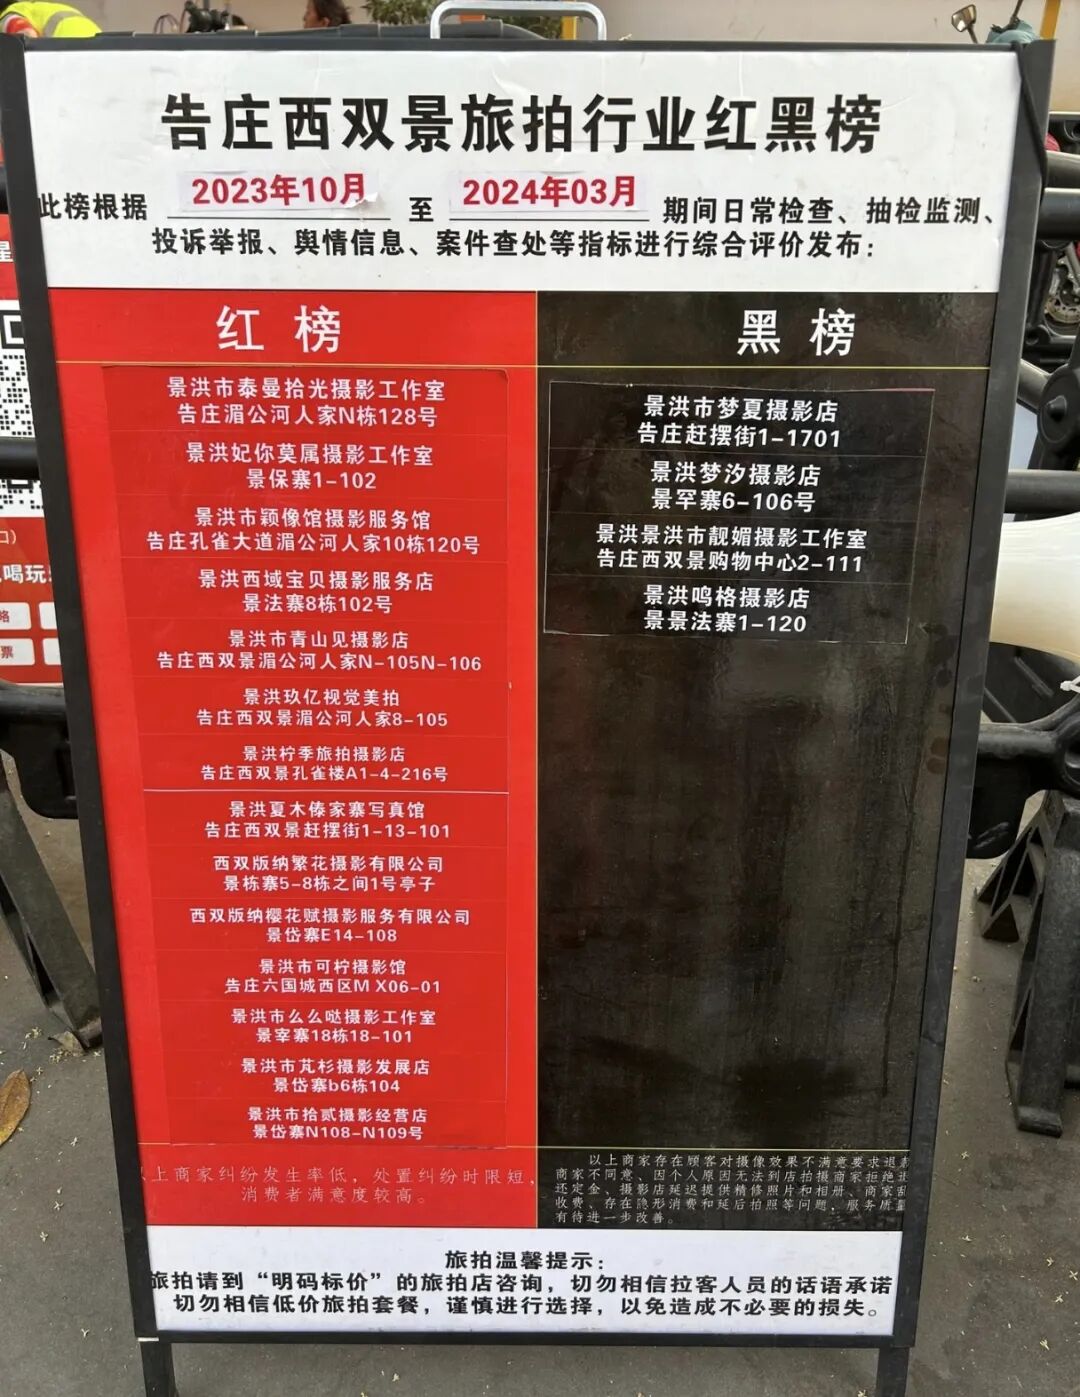 告庄西双景旅拍行业红黑榜
此榜根据 2023年10月 至 2024年03月 期间日常检查、抽检监测、
投诉举报、舆情信息、案件查处等指标进行综合评价发布：
红榜
景洪市泰曼拾光摄影工作室
告庄湄公河人家N栋128号
景洪妃你莫属摄影工作室
景保寨1-102
景洪市颖像馆摄影服务馆
告庄孔雀大道湄公河人家10栋120号
景洪西域宝贝摄影服务店
景法寨8栋102号
景洪市青山见摄影店
告庄西双景湄公河人家N-105N-106
景洪玖亿视觉美拍
告庄西双景湄公河人家8-105
景洪柠季旅拍摄影店
告庄西双景孔雀楼A1-4-216号
景洪夏木傣家寨写真馆
告庄西双景赶摆街1-13-101
西双版纳繁花摄影有限公司
景栋寨5-8栋之间1号亭子
西双版纳樱花赋摄影服务有限公司
景岱寨E14-108
景洪市可柠摄影馆
告庄六国城西区M X06-01
景洪市么么哒摄影工作室
景宰寨18栋18-101
景洪市芃杉摄影发展店
景岱寨b6栋104
景洪市拾贰摄影经营店
景岱寨N108-N109号
上商家纠纷发生率低，处置纠纷时限短，
消费者满意度较高。
黑榜
景洪市梦夏摄影店
告庄赶摆街1-1701
景洪梦汐摄影店
景罕寨6-106号
景洪景洪市靓媚摄影工作室
告庄西双景购物中心2-111
景洪鸣格摄影店
景景法寨1-120
以上商家存在顾客对摄像效果不满意要求退
商家不同意、因个人原因无法到店拍摄商家拒绝退
还定金、摄影店延迟提供精修照片和相册、商家乱
收费、存在隐形消费和延后拍照等问题，服务质量
有待进一步改善。
旅拍温馨提示：
旅拍请到“明码标价”的旅拍店咨询，切勿相信拉客人员的话语承诺
切勿相信低价旅拍套餐，谨慎进行选择，以免造成不必要的损失。
喝玩
票